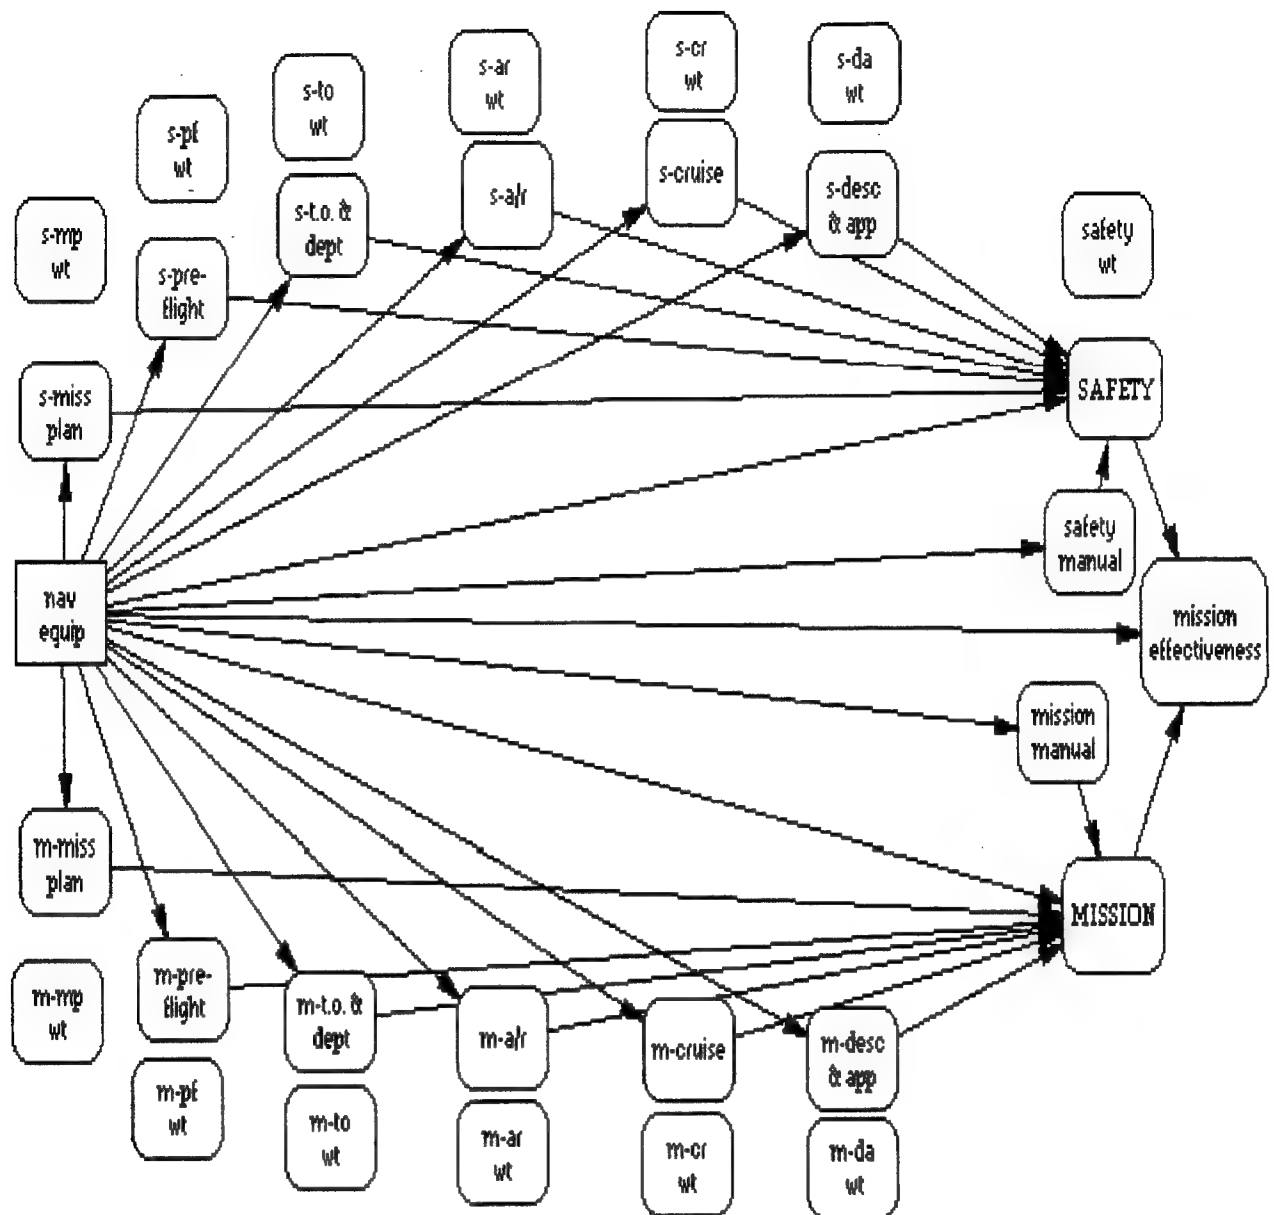 s-cr
wt
s-da
wt
s-ar
wt
s-to
wt
s-pf
wt
s-cruise
s-desc
& app
s-a/r
s-t.o. &
dept
s-mp
wt
safety
wt
s-pre-
flight
s-miss
plan
SAFETY
safety
manual
nav
equip
mission
effectiveness
mission
manual
m-miss
plan
MISSION
m-pre-
flight
m-mp
wt
m-t.o. &
dept
m-a/r
m-cruise
m-desc
& app
m-pf
wt
m-to
wt
m-ar
wt
m-cr
wt
m-da
wt